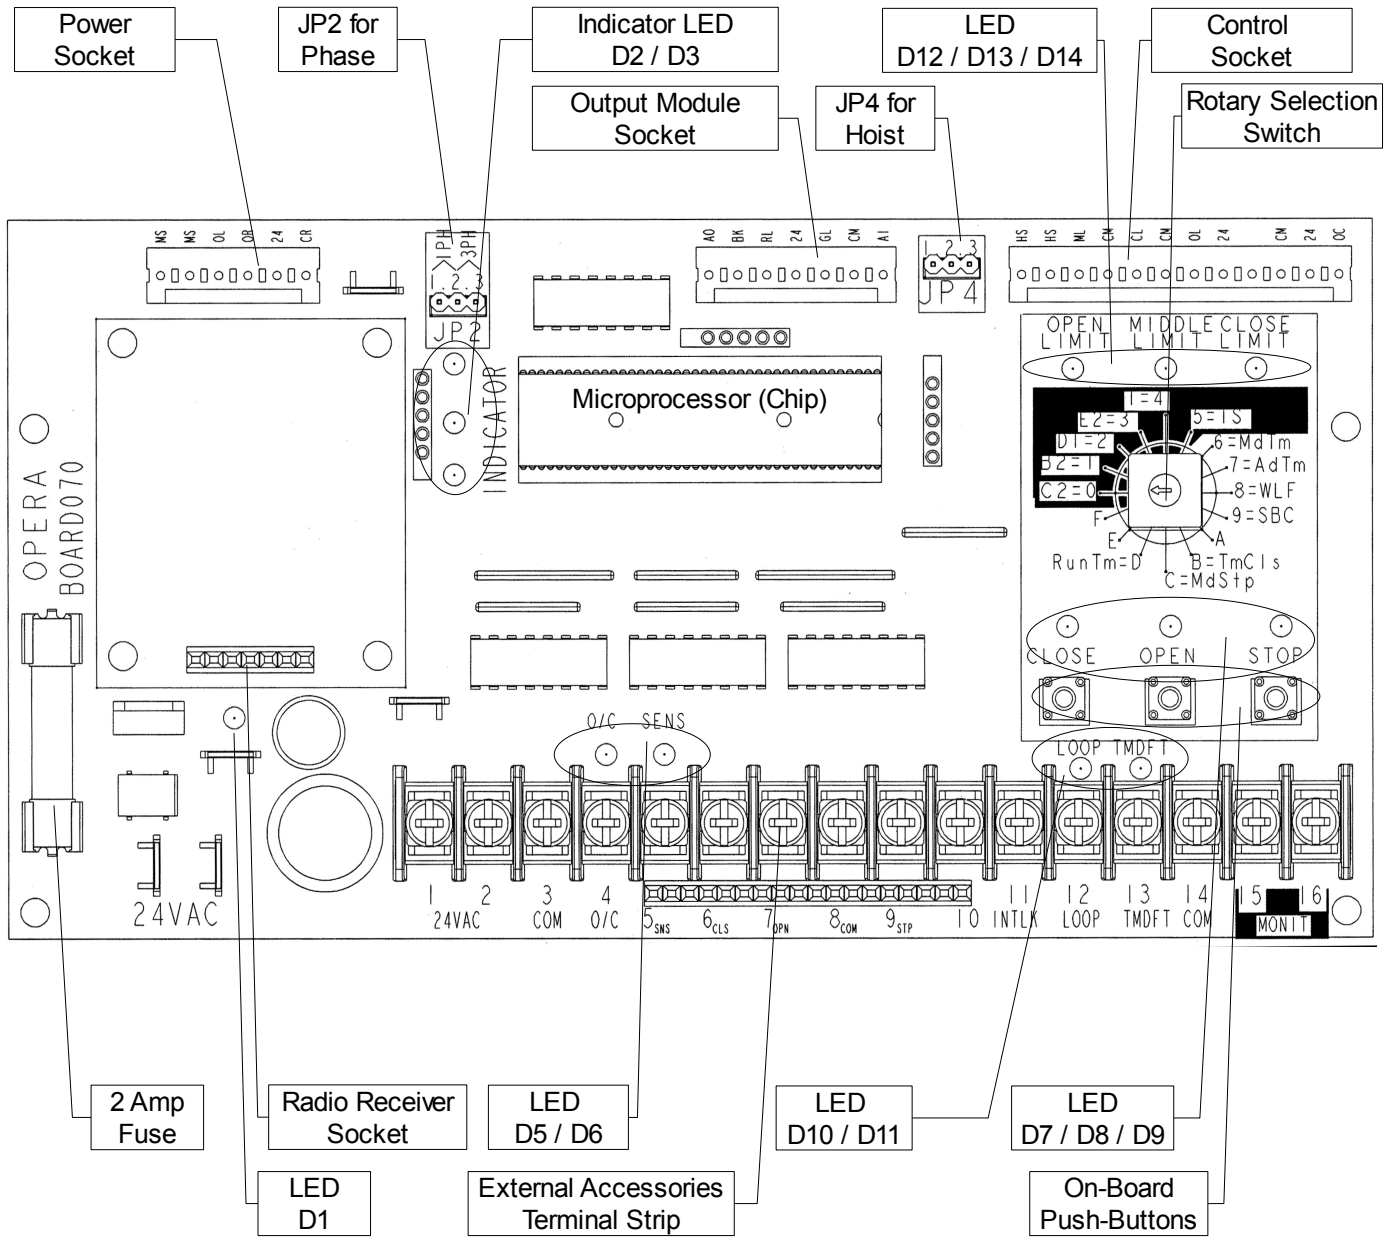 Power
Socket
JP2 for
Phase
Indicator LED
D2 / D3
LED
D12 / D13 / D14
Control
Socket
Output Module
Socket
JP4 for
Hoist
Rotary Selection
Switch
MS MS OL OR 24 CR
1PH
3PH
1.2.3
JP2
AO BK RL 24 GL CM AI
1.2.3
JP4
HS HS ML CM CL CM OL 24 CM 24 OC
OPEN LIMIT
MIDDLE LIMIT
CLOSE LIMIT
INDICATOR
Microprocessor (Chip)
I=4
E2=3
5=IS
D1=2
6=MdTm
B2=1
7=AdTm
C2=0
8=WLF
F
9=SBC
E
A
RunTm=D
B=TmCls
C=MdStp
OPERA
BOARD070
CLOSE OPEN STOP
O/C SENS
LOOP TMDFT
24VAC
1 2 3 4 5SNS 6CLS 7OPN 8COM 9STP 10 11 12 13 14 15 16
24VAC COM O/C INTLK LOOP TMDFT COM MONIT
2 Amp
Fuse
Radio Receiver
Socket
LED
D5 / D6
LED
D10 / D11
LED
D7 / D8 / D9
LED
D1
External Accessories
Terminal Strip
On-Board
Push-Buttons